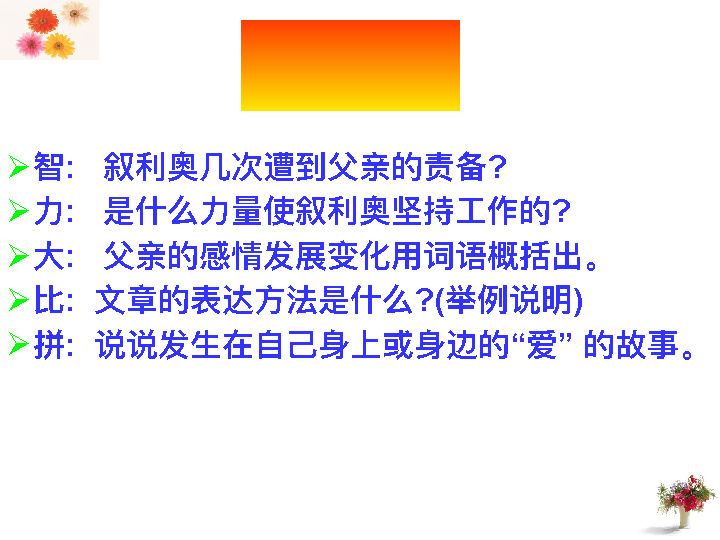 智: 叙利奥几次遭到父亲的责备?
力: 是什么力量使叙利奥坚持工作的?
大: 父亲的感情发展变化用词语概括出。
比: 文章的表达方法是什么?(举例说明)
拼: 说说发生在自己身上或身边的“爱” 的故事。